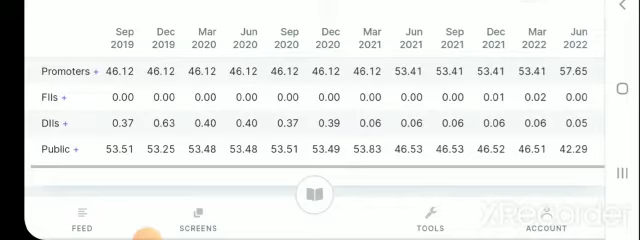 Sep 2019 Dec 2019 Mar 2020 Jun 2020 Sep 2020 Dec 2020 Mar 2021 Jun 2021 Sep 2021 Dec 2021 Mar 2022 Jun 2022
Promoters + 46.12 46.12 46.12 46.12 46.12 46.12 46.12 53.41 53.41 53.41 53.41 57.65
FIIs + 0.00 0.00 0.00 0.00 0.00 0.00 0.00 0.00 0.00 0.01 0.02 0.00
DIIs + 0.37 0.63 0.40 0.40 0.37 0.39 0.06 0.06 0.06 0.06 0.06 0.05
Public + 53.51 53.25 53.48 53.48 53.51 53.49 53.83 46.53 46.53 46.52 46.51 42.29
FEED SCREENS TOOLS ACCOUNT
XRecorder